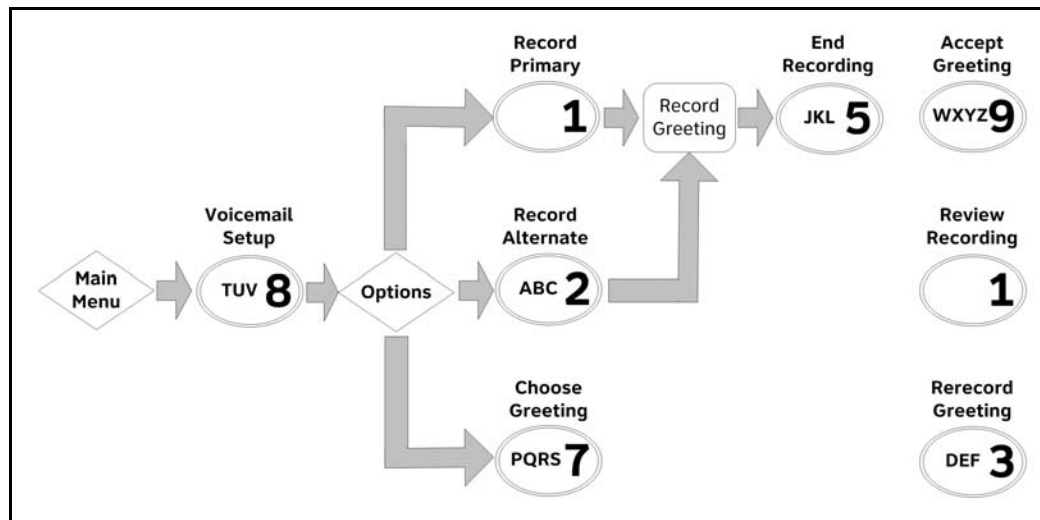 Record
Primary
1
Record
Greeting
End
Recording
JKL 5
Accept
Greeting
WXYZ 9
Main
Menu
Voicemail
Setup
TUV 8
Options
Record
Alternate
ABC 2
Review
Recording
1
Choose
Greeting
PQRS 7
Rerecord
Greeting
DEF 3